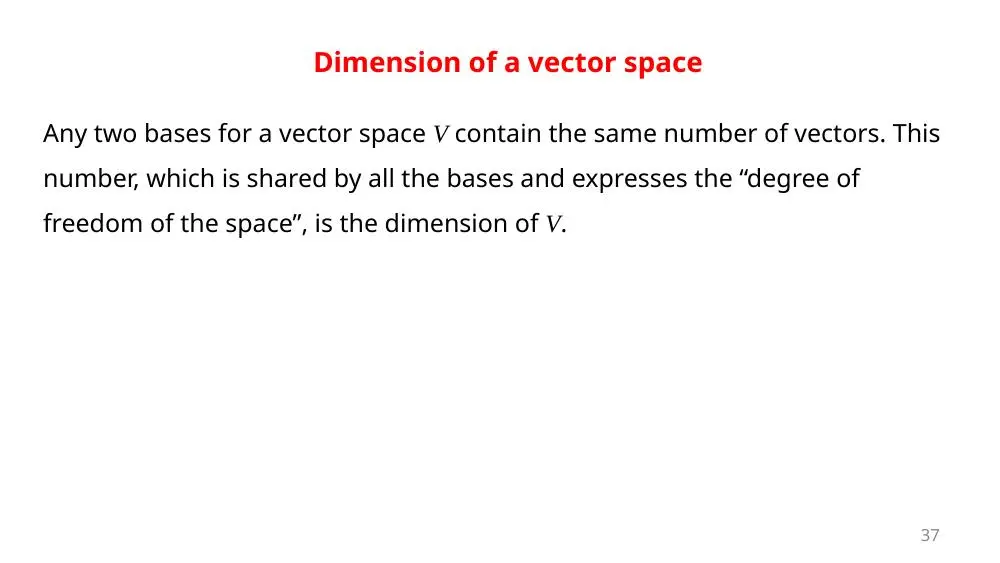 Dimension of a vector space
Any two bases for a vector space V contain the same number of vectors. This
number, which is shared by all the bases and expresses the “degree of
freedom of the space”, is the dimension of V.
37